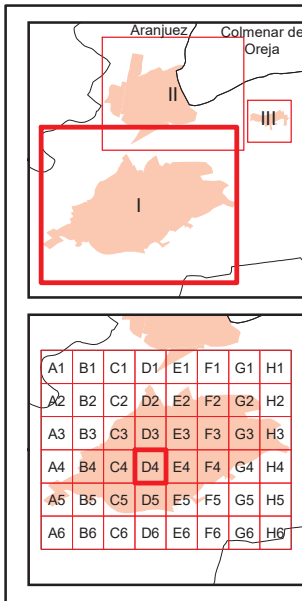 Aranjuez
Colmenar de
Oreja
II
III
I
A1 B1 C1 D1 E1 F1 G1 H1
A2 B2 C2 D2 E2 F2 G2 H2
A3 B3 C3 D3 E3 F3 G3 H3
A4 B4 C4 D4 E4 F4 G4 H4
A5 B5 C5 D5 E5 F5 G5 H5
A6 B6 C6 D6 E6 F6 G6 H6